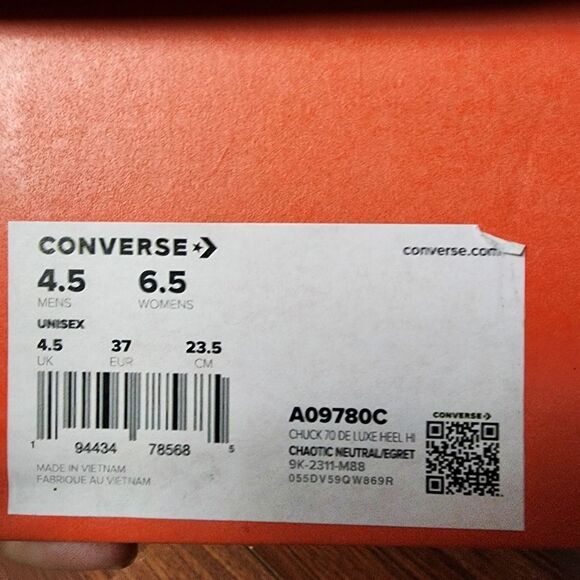 CONVERSE
converse.com
4.5 6.5
MENS WOMENS
UNISEX
4.5 37 23.5
UK EUR CM
1 94434 78568 5
MADE IN VIETNAM
FABRIQUE AU VIETNAM
A09780C
CHUCK 70 DE LUXE HEEL HI
CHAOTIC NEUTRAL/EGRET
9K-2311-M88
055DV59QW869R
CONVERSE